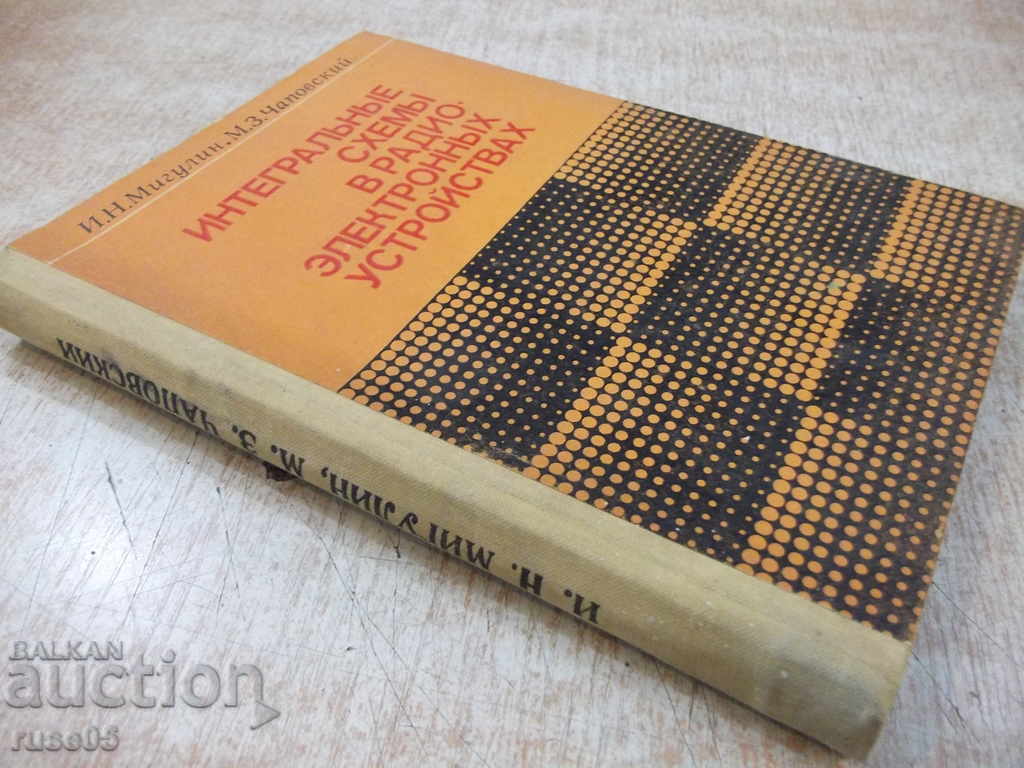 И.Н.Мигулин, М.З.Чаповский
ИНТЕГРАЛЬНЫЕ
СХЕМЫ
В РАДИО-
ЭЛЕКТРОННЫХ
УСТРОЙСТВАХ
И. Н. МИГУЛИН, М. З. ЧАПОВСКИЙ
BALKAN
auction
ruse05